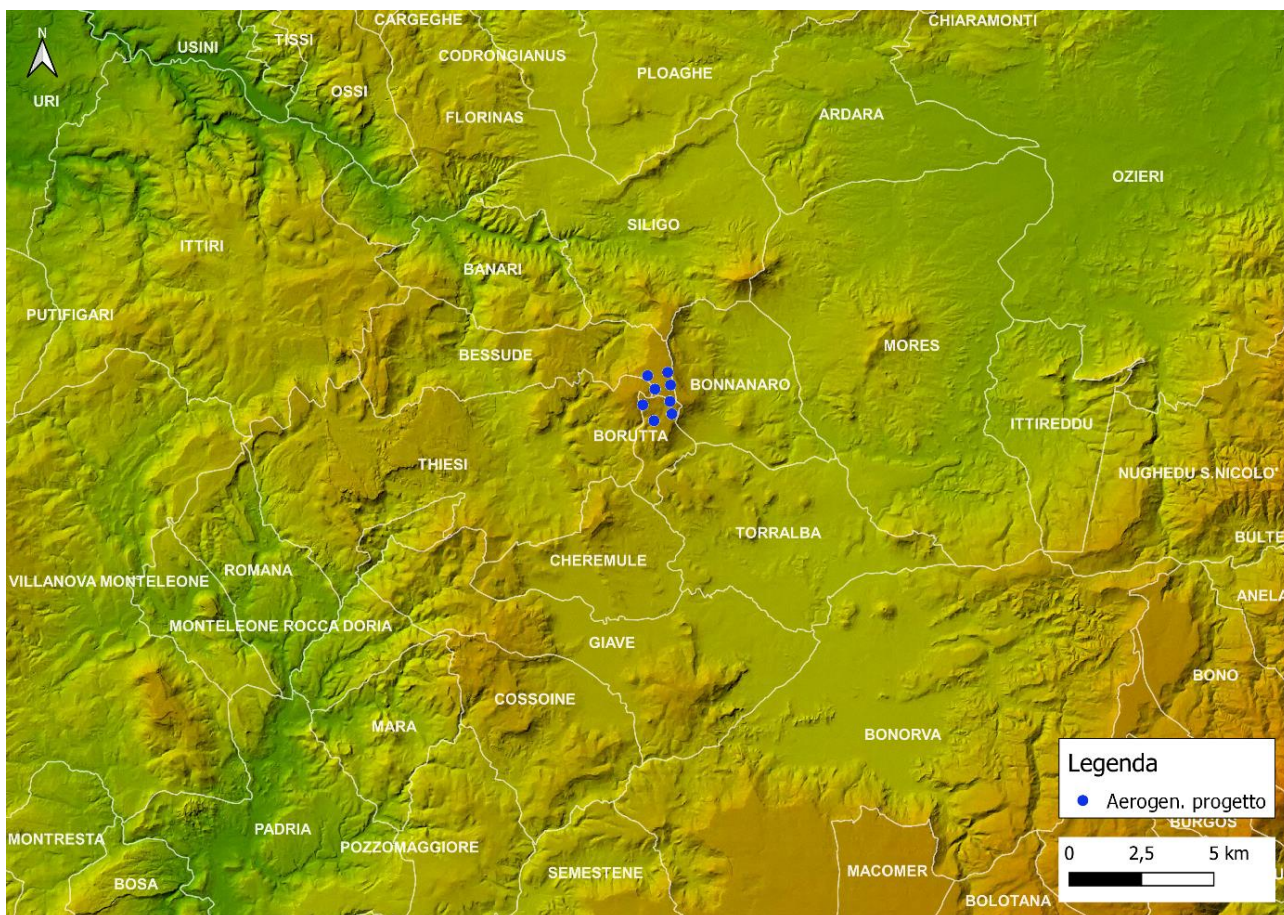 CARGEGHE
CHIARAMONTI
N
TISSI
USINI
CODRONGIANUS
PLOAGHE
URI
OSSI
FLORINAS
ARDARA
OZIERI
SILIGO
ITTIRI
BANARI
PUTIFIGARI
BESSUDE
MORES
BONNANARO
ITTIREDDU
BORUTTA
THIESI
NUGHEDU S.NICOLO'
TORRALBA
BULTE
CHEREMULE
ROMANA
VILLANOVA MONTELEONE
ANELA
MONTELEONE ROCCA DORIA
GIAVE
BONO
COSSOINE
MARA
BONORVA
Legenda
Aerogen. progetto
PADRIA
BURGOS
MONTRESTA
POZZOMAGGIORE
0 2,5 5 km
SEMESTENE
MACOMER
BOSA
BOLOTANA